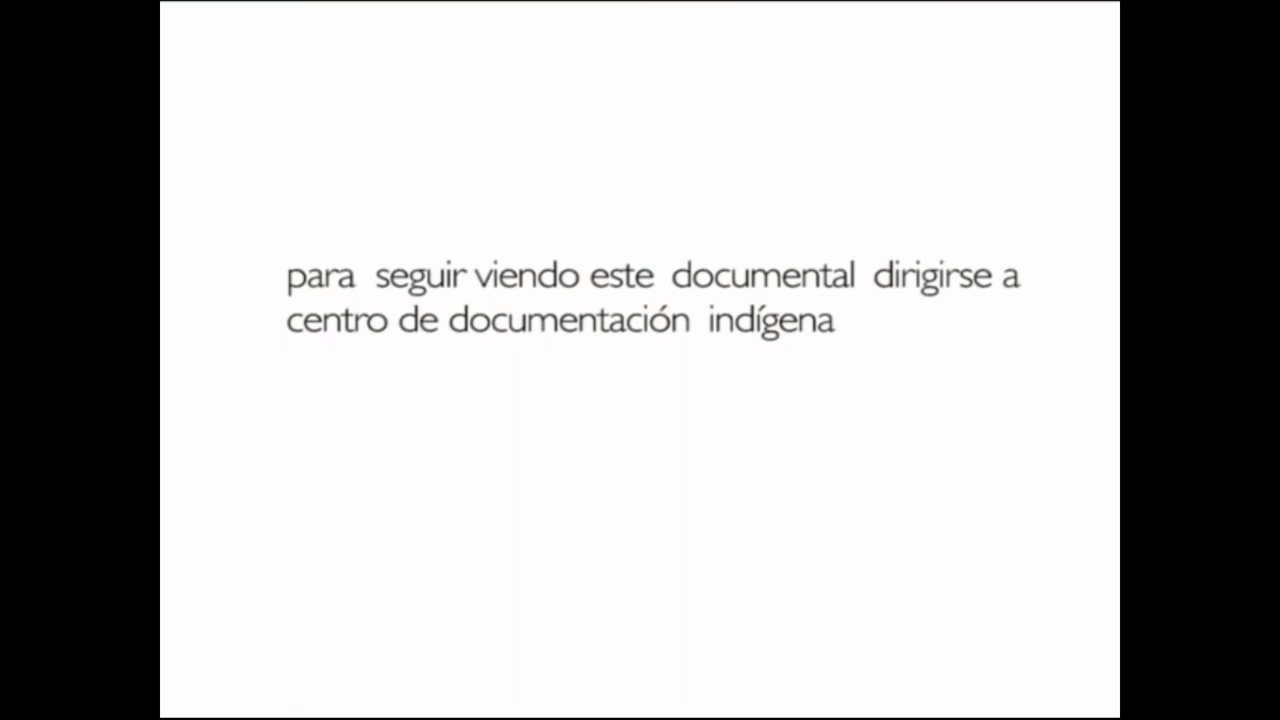 para seguir viendo este documental dirigirse a
centro de documentación indígena